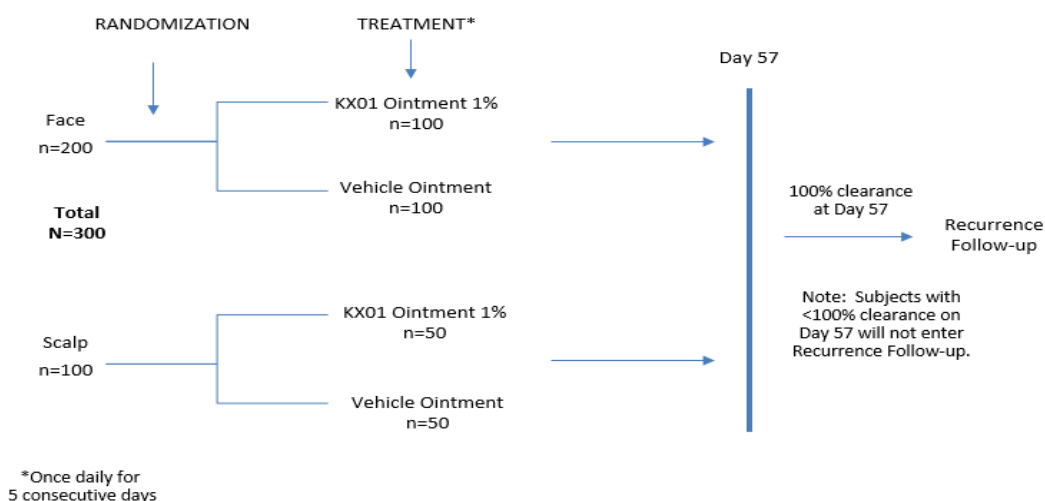 RANDOMIZATION
TREATMENT*
Day 57
Face
n=200
KX01 Ointment 1%
n=100
Vehicle Ointment
n=100
Total
N=300
100% clearance
at Day 57
Recurrence
Follow-up
Note: Subjects with
<100% clearance on
Day 57 will not enter
Recurrence Follow-up.
Scalp
n=100
KX01 Ointment 1%
n=50
Vehicle Ointment
n=50
*Once daily for
5 consecutive days